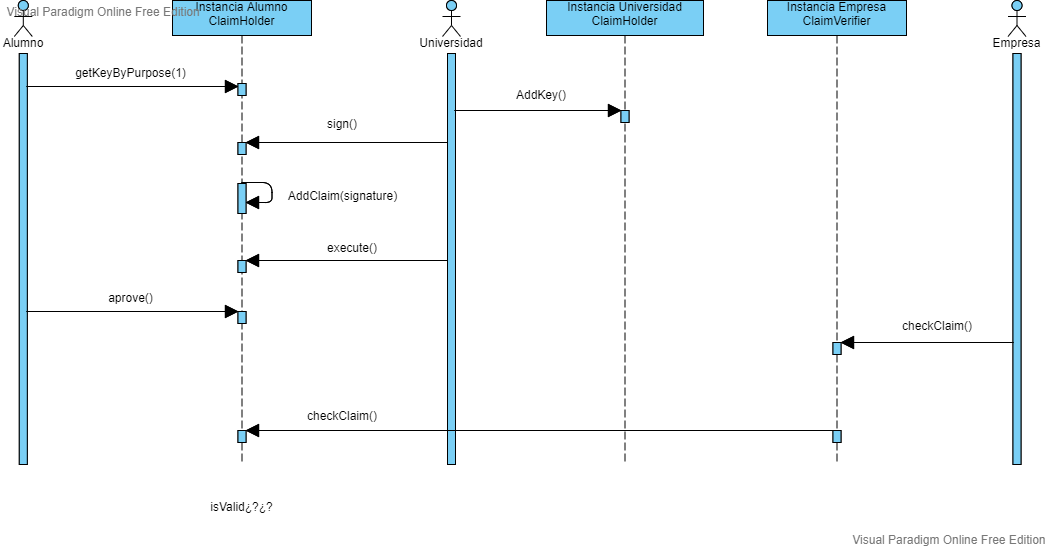 Visual Paradigm Online Free Edition
Instancia Alumno
ClaimHolder
Instancia Universidad
ClaimHolder
Instancia Empresa
ClaimVerifier
Alumno
Universidad
Empresa
getKeyByPurpose(1)
AddKey()
sign()
AddClaim(signature)
execute()
aprove()
checkClaim()
checkClaim()
isValid¿?¿?
Visual Paradigm Online Free Edition